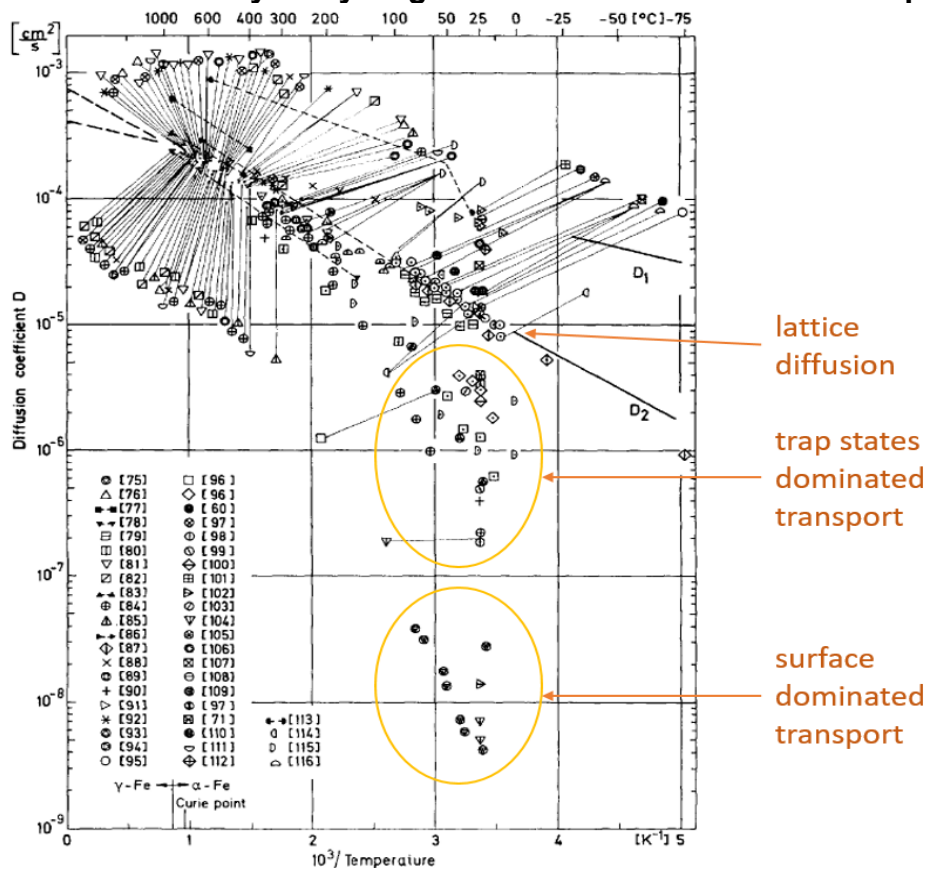 1000 600 400 300 200 100 50 25 0 -25 -50 [°C] -75
[cm²/s]
10⁻³
10⁻⁴
10⁻⁵
10⁻⁶
10⁻⁷
10⁻⁸
10⁻⁹
Diffusion coefficient D
D₁
D₂
lattice
diffusion
trap states
dominated
transport
surface
dominated
transport
[75] [96]
[76] [96]
[77] [60]
[78] [97]
[79] [98]
[80] [99]
[81] [100]
[82] [101]
[83] [102]
[84] [103]
[85] [104]
[86] [105]
[87] [106]
[88] [107]
[89] [108]
[90] [109]
[91] [97]
[92] [71] [113]
[93] [110] [114]
[94] [111] [115]
[95] [112] [116]
γ-Fe α-Fe
Curie point
0 1 2 3 4 [K⁻¹] 5
10³/Temperature